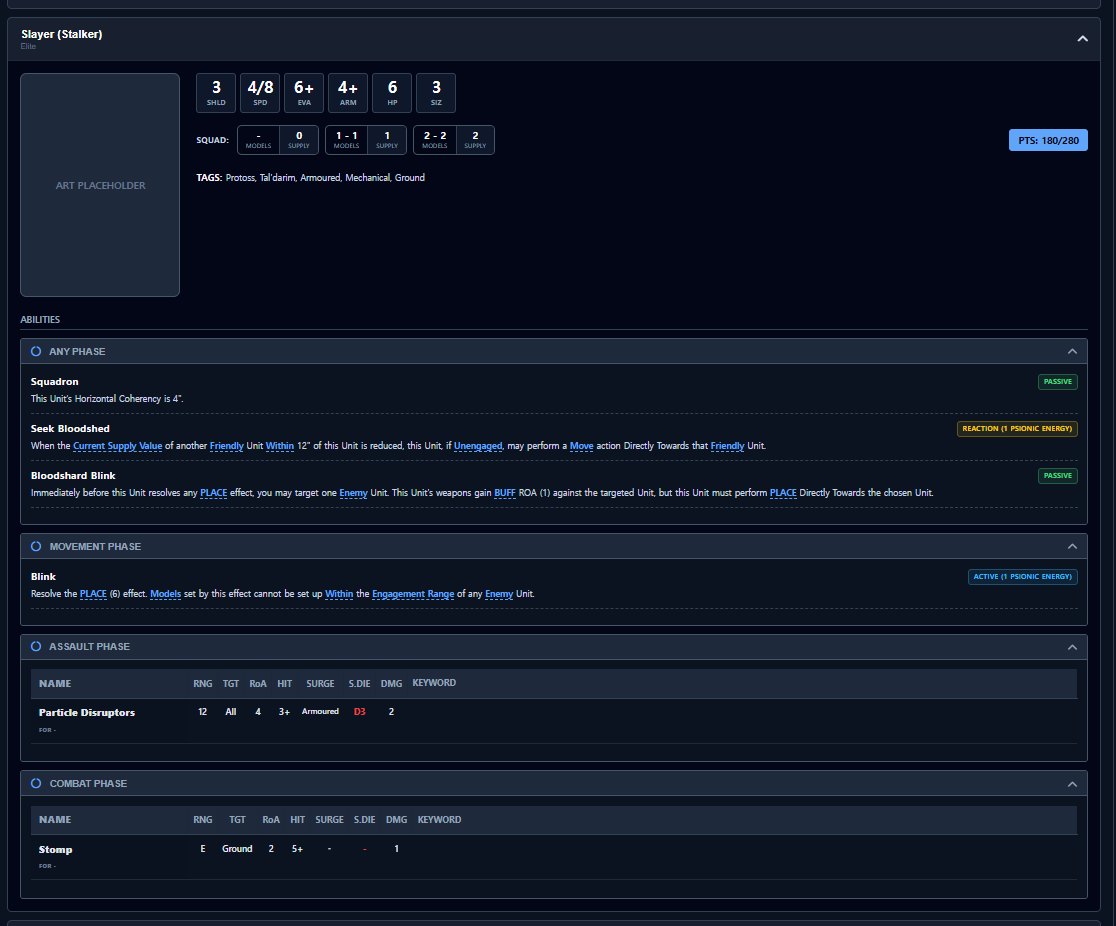 Slayer (Stalker)
Elite
ART PLACEHOLDER
3 4/8 6+ 4+ 6 3
SHLD SPD EVA ARM HP SIZ
SQUAD: - MODELS 0 SUPPLY 1 - 1 MODELS 1 SUPPLY 2 - 2 MODELS 2 SUPPLY
PTS: 180/280
TAGS: Protoss, Tal'darim, Armoured, Mechanical, Ground
ABILITIES
ANY PHASE
Squadron PASSIVE
This Unit's Horizontal Coherency is 4".
Seek Bloodshed REACTION (1 PSIONIC ENERGY)
When the Current Supply Value of another Friendly Unit Within 12" of this Unit is reduced, this Unit, if Unengaged, may perform a Move action Directly Towards that Friendly Unit.
Bloodshard Blink PASSIVE
Immediately before this Unit resolves any PLACE effect, you may target one Enemy Unit. This Unit's weapons gain BUFF ROA (1) against the targeted Unit, but this Unit must perform PLACE Directly Towards the chosen Unit.
MOVEMENT PHASE
Blink ACTIVE (1 PSIONIC ENERGY)
Resolve the PLACE (6) effect. Models set by this effect cannot be set up Within the Engagement Range of any Enemy Unit.
ASSAULT PHASE
NAME RNG TGT RoA HIT SURGE S.DIE DMG KEYWORD
Particle Disruptors 12 All 4 3+ Armoured D3 2
FOR -
COMBAT PHASE
NAME RNG TGT RoA HIT SURGE S.DIE DMG KEYWORD
Stomp E Ground 2 5+ - - 1
FOR -